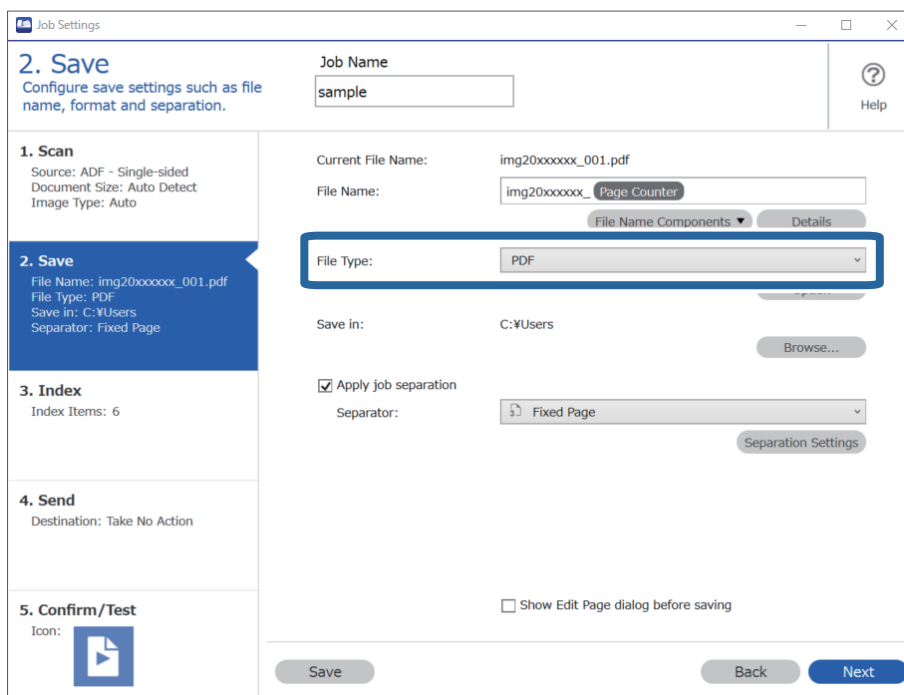 Job Settings
2. Save
Configure save settings such as file
name, format and separation.
Job Name
sample
Help
1. Scan
Source: ADF - Single-sided
Document Size: Auto Detect
Image Type: Auto
2. Save
File Name: img20xxxxxx_001.pdf
File Type: PDF
Save in: C:¥Users
Separator: Fixed Page
3. Index
Index Items: 6
4. Send
Destination: Take No Action
5. Confirm/Test
Icon:
Current File Name: img20xxxxxx_001.pdf
File Name: img20xxxxxx_ Page Counter
File Name Components ▼ Details
File Type: PDF
Save in: C:¥Users
Browse...
Apply job separation
Separator: Fixed Page
Separation Settings
Show Edit Page dialog before saving
Save Back Next